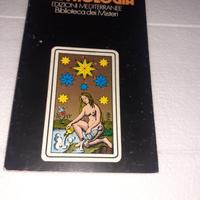 EDIZIONI MEDITERRANEE
Biblioteca dei Misteri